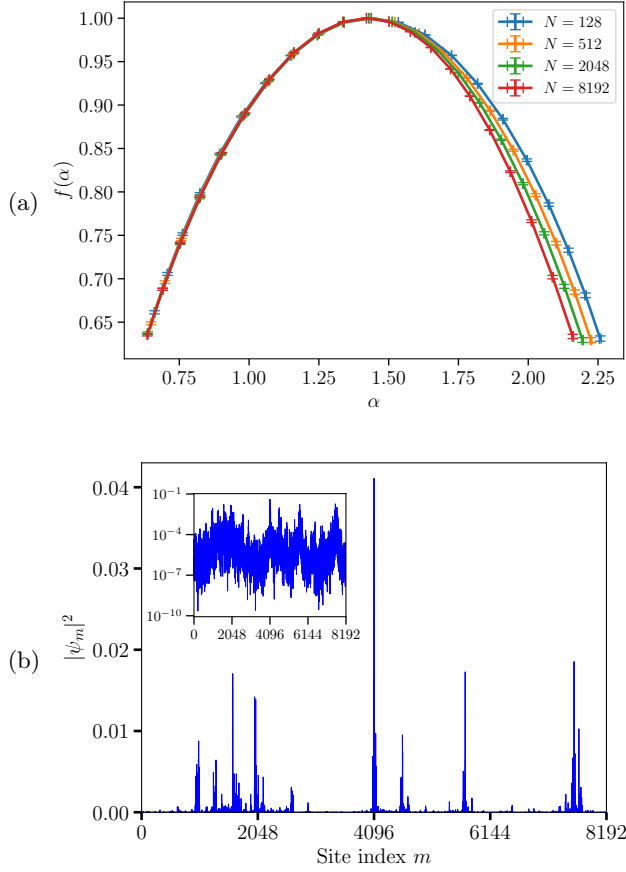 1.00
0.95
0.90
0.85
0.80
0.75
0.70
0.65
f(α)
(a)
N = 128
N = 512
N = 2048
N = 8192
0.75 1.00 1.25 1.50 1.75 2.00 2.25
α
0.04
0.03
0.02
0.01
0.00
|ψ_m|²
(b)
10⁻¹
10⁻⁴
10⁻⁷
10⁻¹⁰
0 2048 4096 6144 8192
0 2048 4096 6144 8192
Site index m